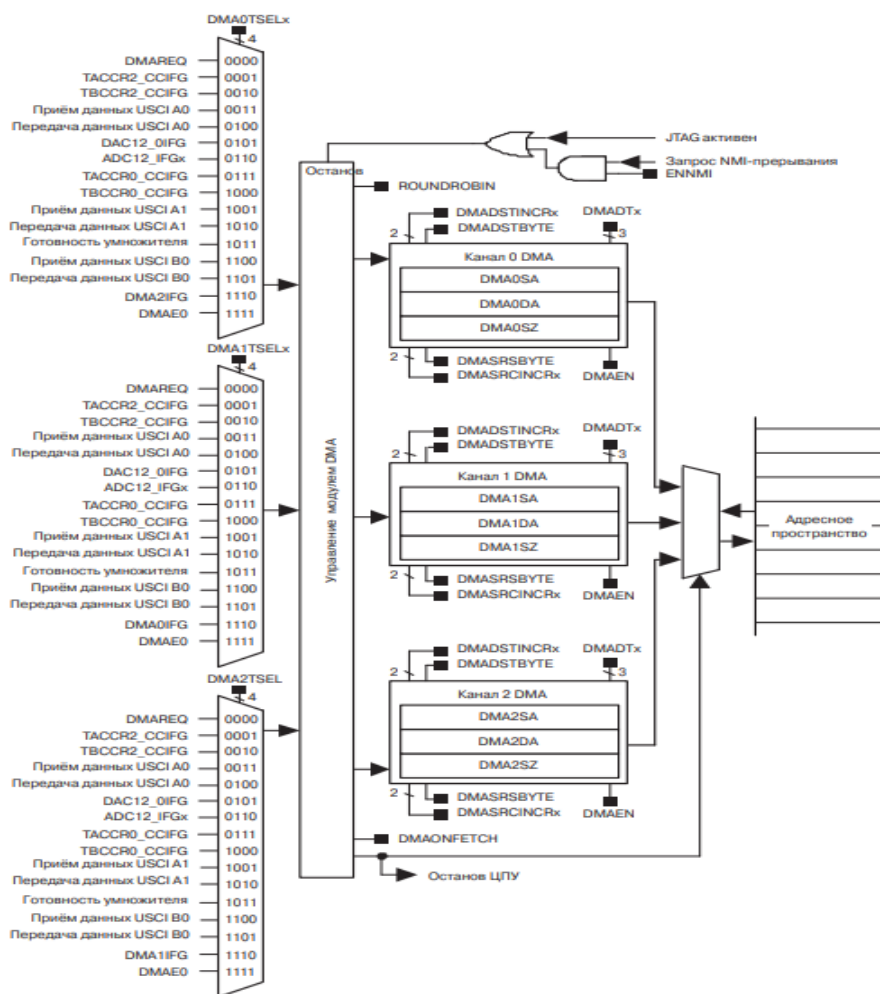 DMA0TSELx
4
DMAREQ 0000
TACCR2_CCIFG 0001
TBCCR2_CCIFG 0010
Приём данных USCI A0 0011
Передача данных USCI A0 0100
DAC12_0IFG 0101
ADC12_IFGx 0110
TACCR0_CCIFG 0111
TBCCR0_CCIFG 1000
Приём данных USCI A1 1001
Передача данных USCI A1 1010
Готовность умножителя 1011
Приём данных USCI B0 1100
Передача данных USCI B0 1101
DMA2IFG 1110
DMAE0 1111
DMA1TSELx
4
DMAREQ 0000
TACCR2_CCIFG 0001
TBCCR2_CCIFG 0010
Приём данных USCI A0 0011
Передача данных USCI A0 0100
DAC12_0IFG 0101
ADC12_IFGx 0110
TACCR0_CCIFG 0111
TBCCR0_CCIFG 1000
Приём данных USCI A1 1001
Передача данных USCI A1 1010
Готовность умножителя 1011
Приём данных USCI B0 1100
Передача данных USCI B0 1101
DMA0IFG 1110
DMAE0 1111
DMA2TSEL
4
DMAREQ 0000
TACCR2_CCIFG 0001
TBCCR2_CCIFG 0010
Приём данных USCI A0 0011
Передача данных USCI A0 0100
DAC12_0IFG 0101
ADC12_IFGx 0110
TACCR0_CCIFG 0111
TBCCR0_CCIFG 1000
Приём данных USCI A1 1001
Передача данных USCI A1 1010
Готовность умножителя 1011
Приём данных USCI B0 1100
Передача данных USCI B0 1101
DMA1IFG 1110
DMAE0 1111
Останов
Управление модулем DMA
JTAG активен
Запрос NMI-прерывания
ENNMI
ROUNDROBIN
DMADSTINCRx
2
DMADSTBYTE
DMADTx
3
Канал 0 DMA
DMA0SA
DMA0DA
DMA0SZ
2
DMASRSBYTE
DMASRCINCRx
DMAEN
DMADSTINCRx
2
DMADSTBYTE
DMADTx
3
Канал 1 DMA
DMA1SA
DMA1DA
DMA1SZ
2
DMASRSBYTE
DMASRCINCRx
DMAEN
DMADSTINCRx
2
DMADSTBYTE
DMADTx
3
Канал 2 DMA
DMA2SA
DMA2DA
DMA2SZ
2
DMASRSBYTE
DMASRCINCRx
DMAEN
DMAONFETCH
Останов ЦПУ
Адресное
пространство